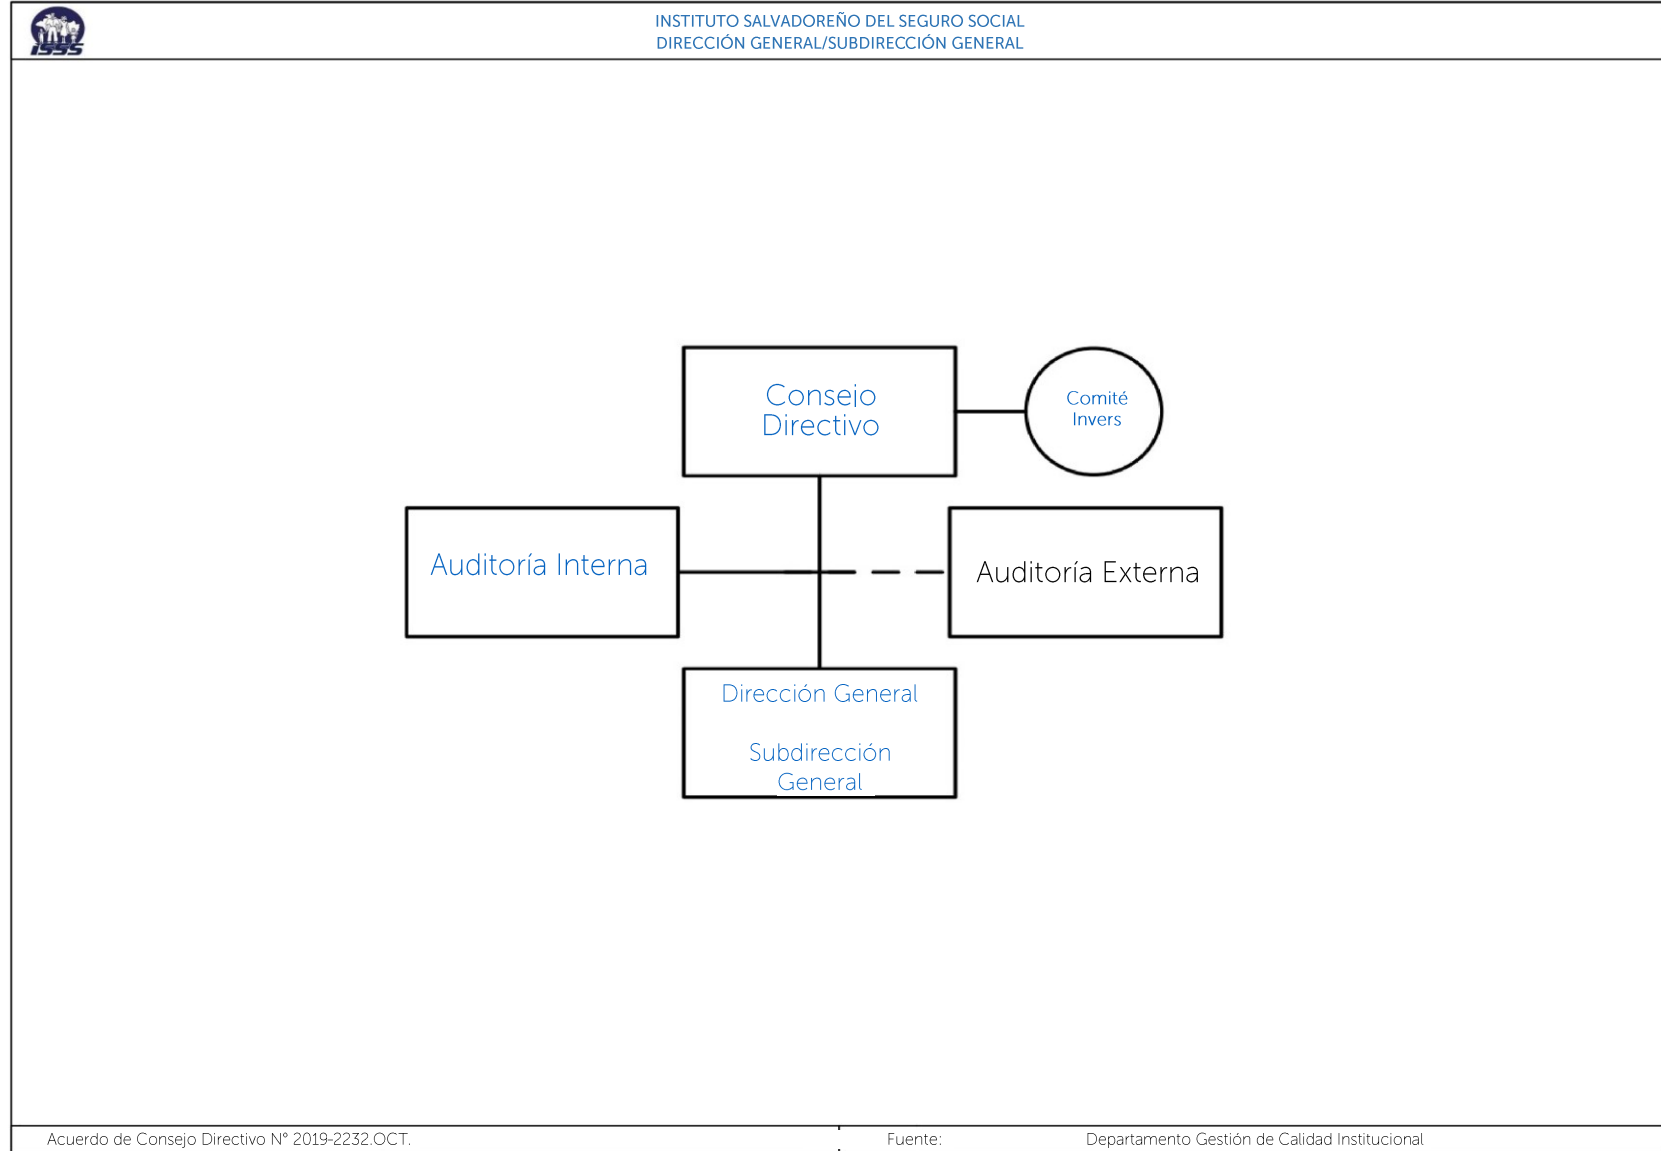 ISSS
INSTITUTO SALVADOREÑO DEL SEGURO SOCIAL
DIRECCIÓN GENERAL/SUBDIRECCIÓN GENERAL
Consejo
Directivo
Comité
Invers
Auditoría Interna
Auditoría Externa
Dirección General
Subdirección
General
Acuerdo de Consejo Directivo N° 2019-2232.OCT.
Fuente:
Departamento Gestión de Calidad Institucional